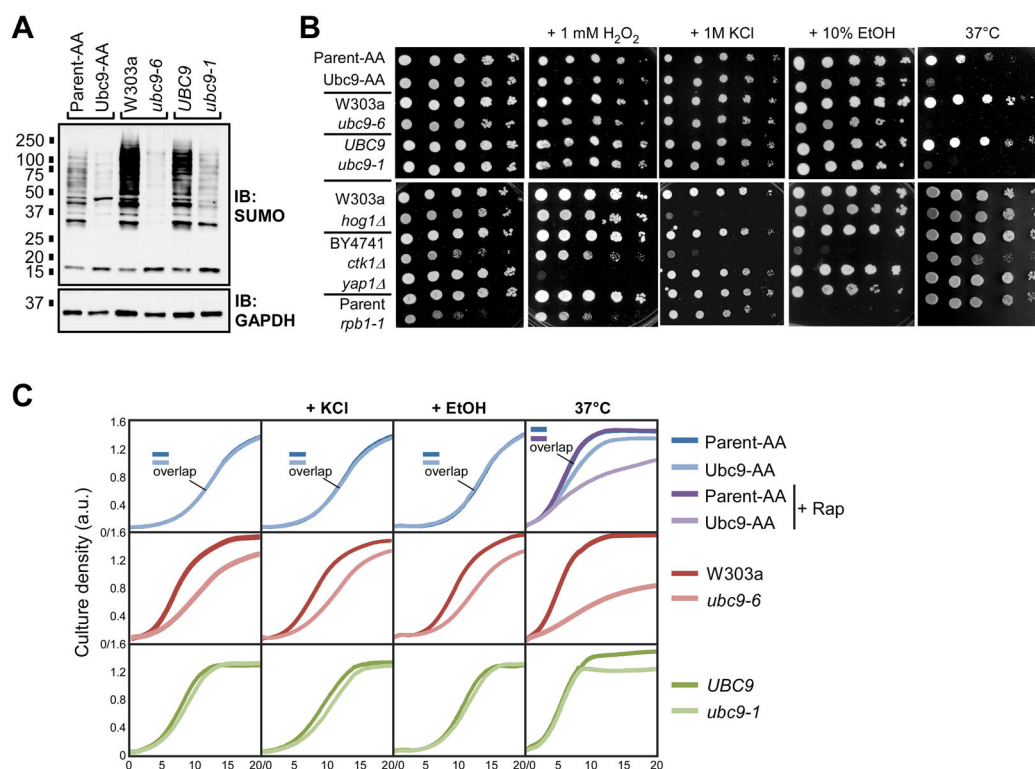 A
Parent-AA
Ubc9-AA
W303a
ubc9-6
UBC9
ubc9-1
250
100
75
50
37
25
20
15
IB:
SUMO
37
IB:
GAPDH
B
+ 1 mM H₂O₂
+ 1M KCl
+ 10% EtOH
37°C
Parent-AA
Ubc9-AA
W303a
ubc9-6
UBC9
ubc9-1
W303a
hog1Δ
BY4741
ctk1Δ
yap1Δ
Parent
rpb1-1
C
+ KCl
+ EtOH
37°C
Culture density (a.u.)
1.6
1.2
0.8
0.4
0/1.6
1.2
0.8
0.4
0/1.6
1.2
0.8
0.4
0
overlap
overlap
overlap
overlap
0 5 10 15 20/0 5 10 15 20/0 5 10 15 20/0 5 10 15 20
Parent-AA
Ubc9-AA
Parent-AA
Ubc9-AA
+ Rap
W303a
ubc9-6
UBC9
ubc9-1